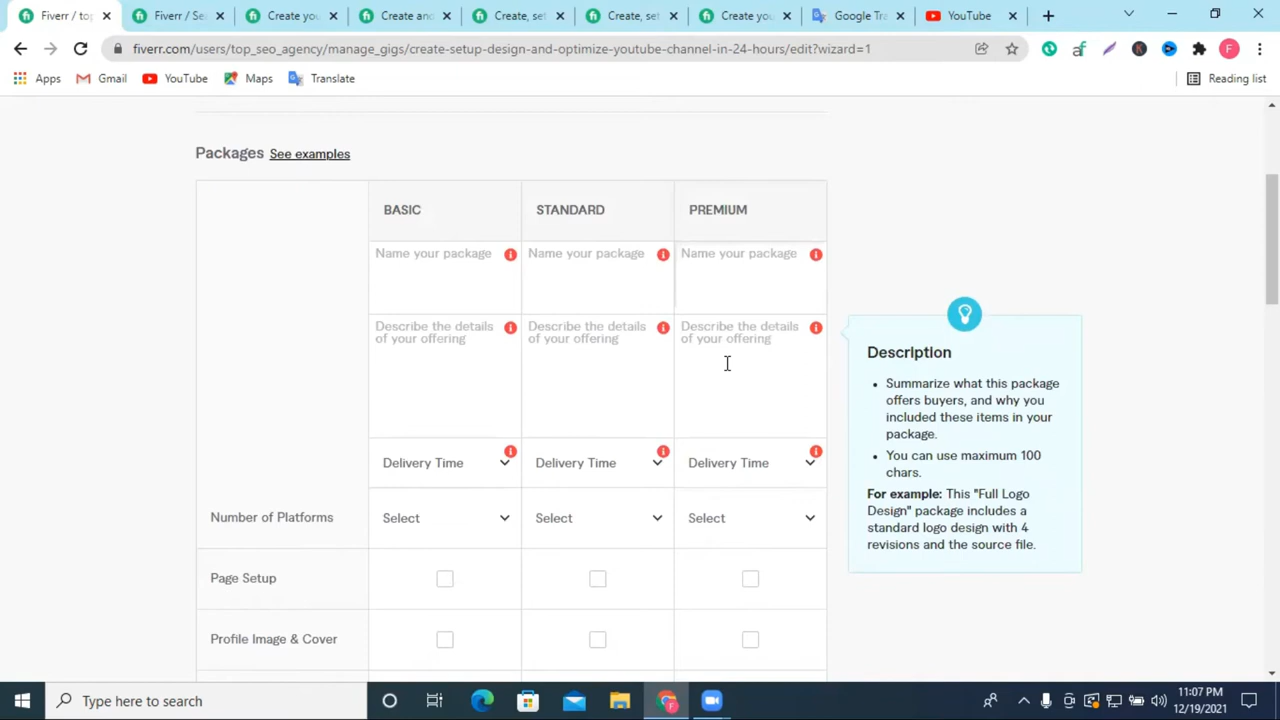 Fiverr / top
Fiverr / Se
Create you
Create and
Create, set
Create, set
Create you
Google Tra
YouTube
fiverr.com/users/top_seo_agency/manage_gigs/create-setup-design-and-optimize-youtube-channel-in-24-hours/edit?wizard=1
F
Apps
Gmail
YouTube
Maps
Translate
Reading list
Packages See examples
BASIC
STANDARD
PREMIUM
Name your package
Name your package
Name your package
Describe the details
of your offering
Describe the details
of your offering
Describe the details
of your offering
Delivery Time
Delivery Time
Delivery Time
Number of Platforms
Select
Select
Select
Page Setup
Profile Image & Cover
Description
• Summarize what this package
offers buyers, and why you
included these items in your
package.
• You can use maximum 100
chars.
For example: This "Full Logo
Design" package includes a
standard logo design with 4
revisions and the source file.
Type here to search
11:07 PM
12/19/2021